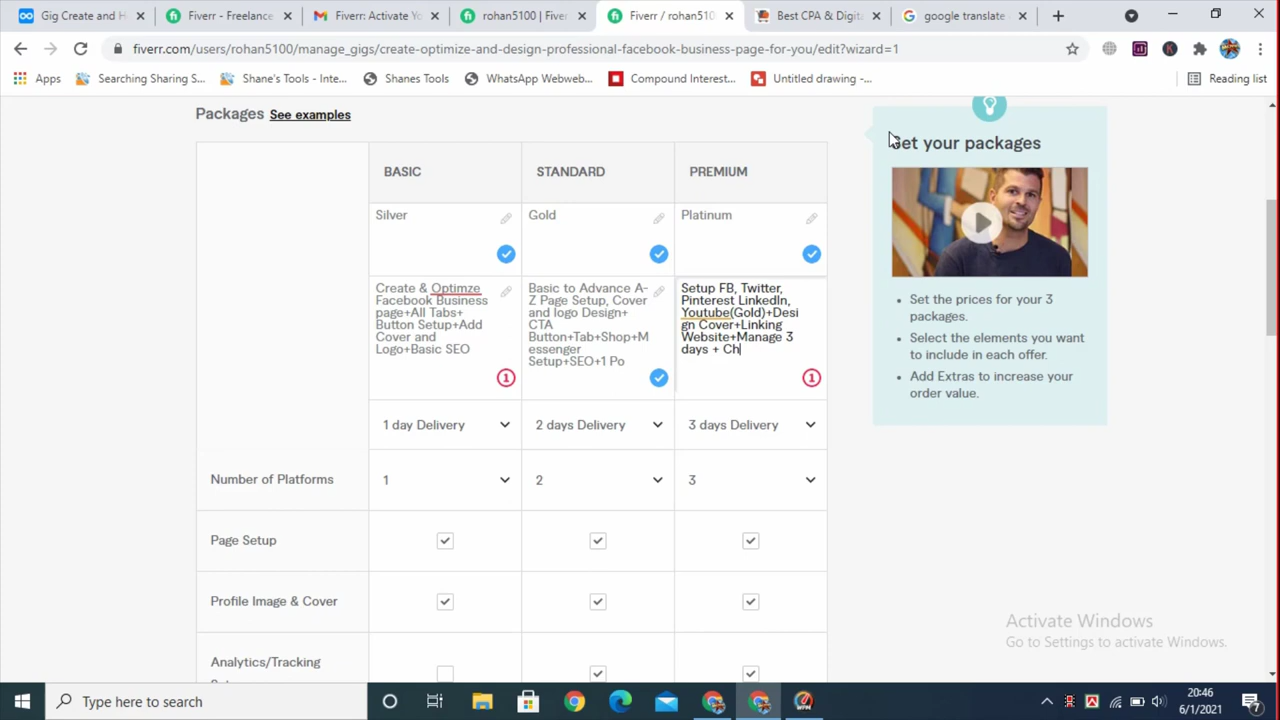 Gig Create and H
Fiverr - Freelance
Fiverr: Activate Yo
rohan5100 | Fiverr
Fiverr / rohan5100
Best CPA & Digita
google translate
fiverr.com/users/rohan5100/manage_gigs/create-optimize-and-design-professional-facebook-business-page-for-you/edit?wizard=1
Apps
Searching Sharing S...
Shane's Tools - Inte...
Shanes Tools
WhatsApp Webweb...
Compound Interest...
Untitled drawing -...
Reading list
Packages See examples
BASIC
STANDARD
PREMIUM
Silver
Gold
Platinum
Create & Optimze
Facebook Business
page+All Tabs+
Button Setup+Add
Cover and
Logo+Basic SEO
1
Basic to Advance A-
Z Page Setup, Cover
and logo Design+
CTA
Button+Tab+Shop+M
essenger
Setup+SEO+1 Po
Setup FB, Twitter,
Pinterest LinkedIn,
Youtube(Gold)+Desi
gn Cover+Linking
Website+Manage 3
days + Ch
1
1 day Delivery
2 days Delivery
3 days Delivery
Number of Platforms
1
2
3
Page Setup
Profile Image & Cover
Analytics/Tracking
Set your packages
Set the prices for your 3
packages.
Select the elements you want
to include in each offer.
Add Extras to increase your
order value.
Activate Windows
Go to Settings to activate Windows.
Type here to search
20:46
6/1/2021
7